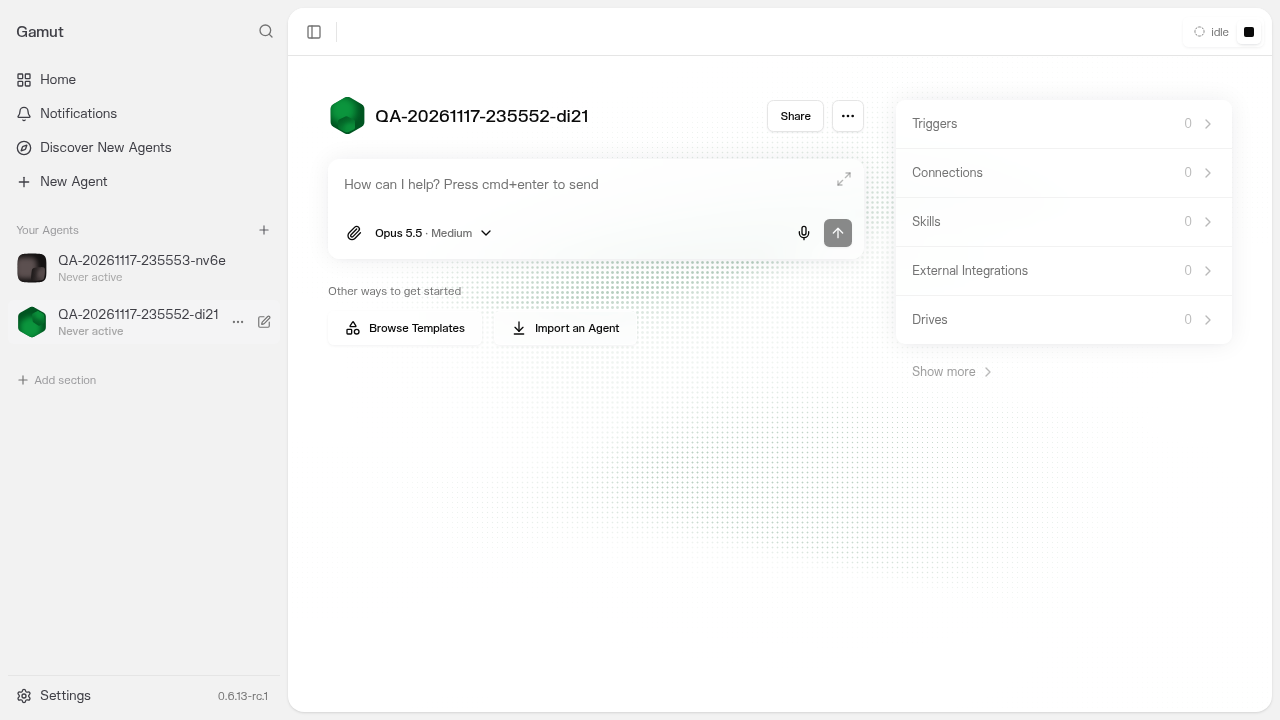 Gamut
Home
Notifications
Discover New Agents
New Agent
Your Agents
QA-20261117-235553-nv6e
Never active
QA-20261117-235552-di21
Never active
Add section
Settings
0.6.13-rc.1
idle
QA-20261117-235552-di21
Share
How can I help? Press cmd+enter to send
Opus 5.5 · Medium
Other ways to get started
Browse Templates
Import an Agent
Triggers 0
Connections 0
Skills 0
External Integrations 0
Drives 0
Show more